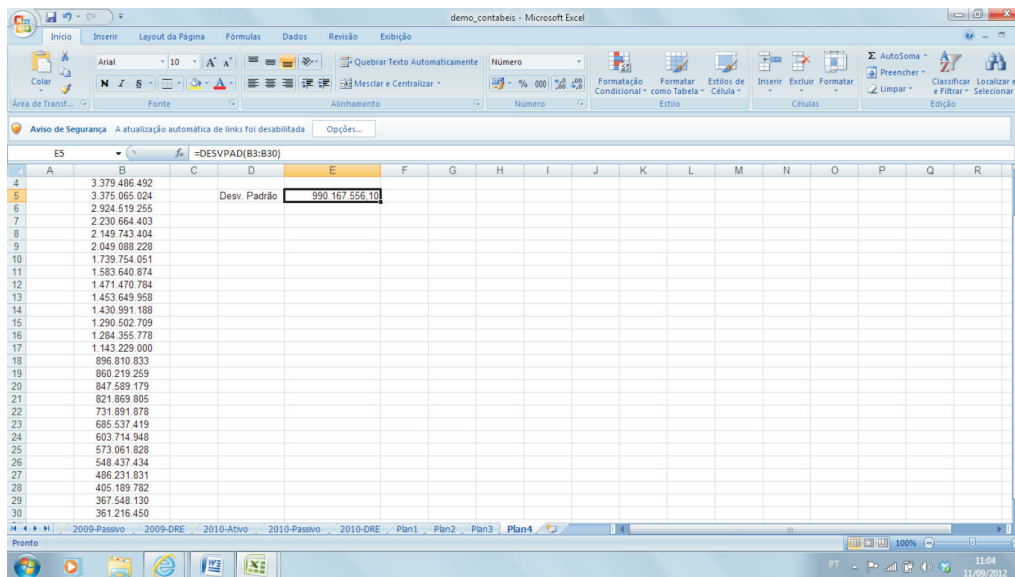 demo_contabeis - Microsoft Excel
Início Inserir Layout da Página Fórmulas Dados Revisão Exibição
Colar
Arial 10
N I S
Quebrar Texto Automaticamente
Mesclar e Centralizar
Número
% 000
Formatação Condicional
Formatar como Tabela
Estilos de Célula
Inserir Excluir Formatar
Σ AutoSoma
Preencher
Limpar
Classificar e Filtrar
Localizar e Selecionar
Área de Transf... Fonte Alinhamento Número Estilo Células Edição
Aviso de Segurança A atualização automática de links foi desabilitada Opções...
E5 fx =DESVPAD(B3:B30)
A B C D E F G H I J K L M N O P Q R
4 3.379.486.492
5 3.375.065.024 Desv. Padrão 990.167.556,10
6 2.924.519.255
7 2.230.664.403
8 2.149.743.404
9 2.049.088.228
10 1.739.754.051
11 1.583.640.874
12 1.471.470.784
13 1.453.649.958
14 1.430.991.188
15 1.290.502.709
16 1.284.355.778
17 1.143.229.000
18 896.810.833
19 860.219.259
20 847.589.179
21 821.869.805
22 731.891.878
23 685.537.419
24 603.714.948
25 573.061.828
26 548.437.434
27 486.231.831
28 405.189.782
29 367.548.130
30 361.216.450
2009-Passivo 2009-DRE 2010-Ativo 2010-Passivo 2010-DRE Plan1 Plan2 Plan3 Plan4
Pronto 100%
PT 11:04
11/09/2012